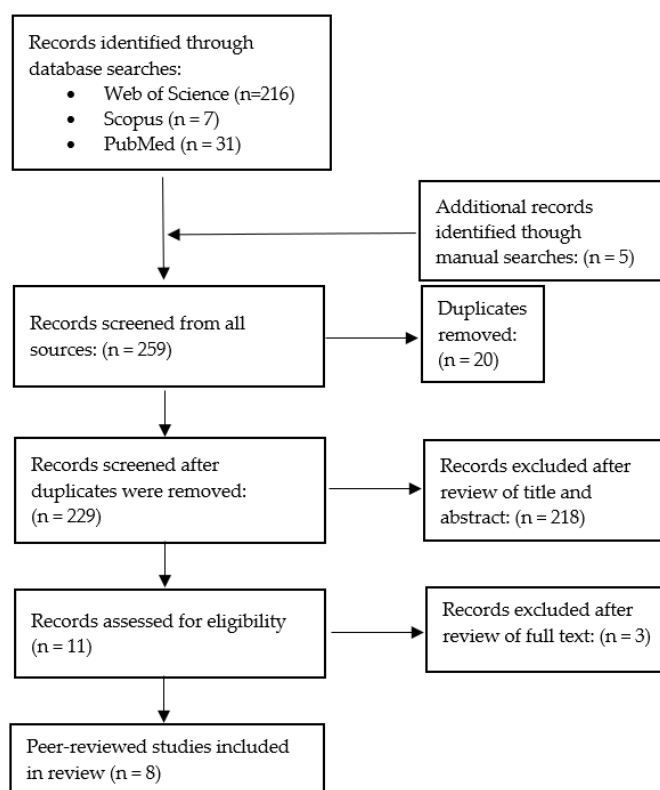 Records identified through
database searches:
• Web of Science (n=216)
• Scopus (n = 7)
• PubMed (n = 31)
Additional records
identified though
manual searches: (n = 5)
Records screened from all
sources: (n = 259)
Duplicates
removed:
(n = 20)
Records screened after
duplicates were removed:
(n = 229)
Records excluded after
review of title and
abstract: (n = 218)
Records assessed for eligibility
(n = 11)
Records excluded after
review of full text: (n = 3)
Peer-reviewed studies included
in review (n = 8)